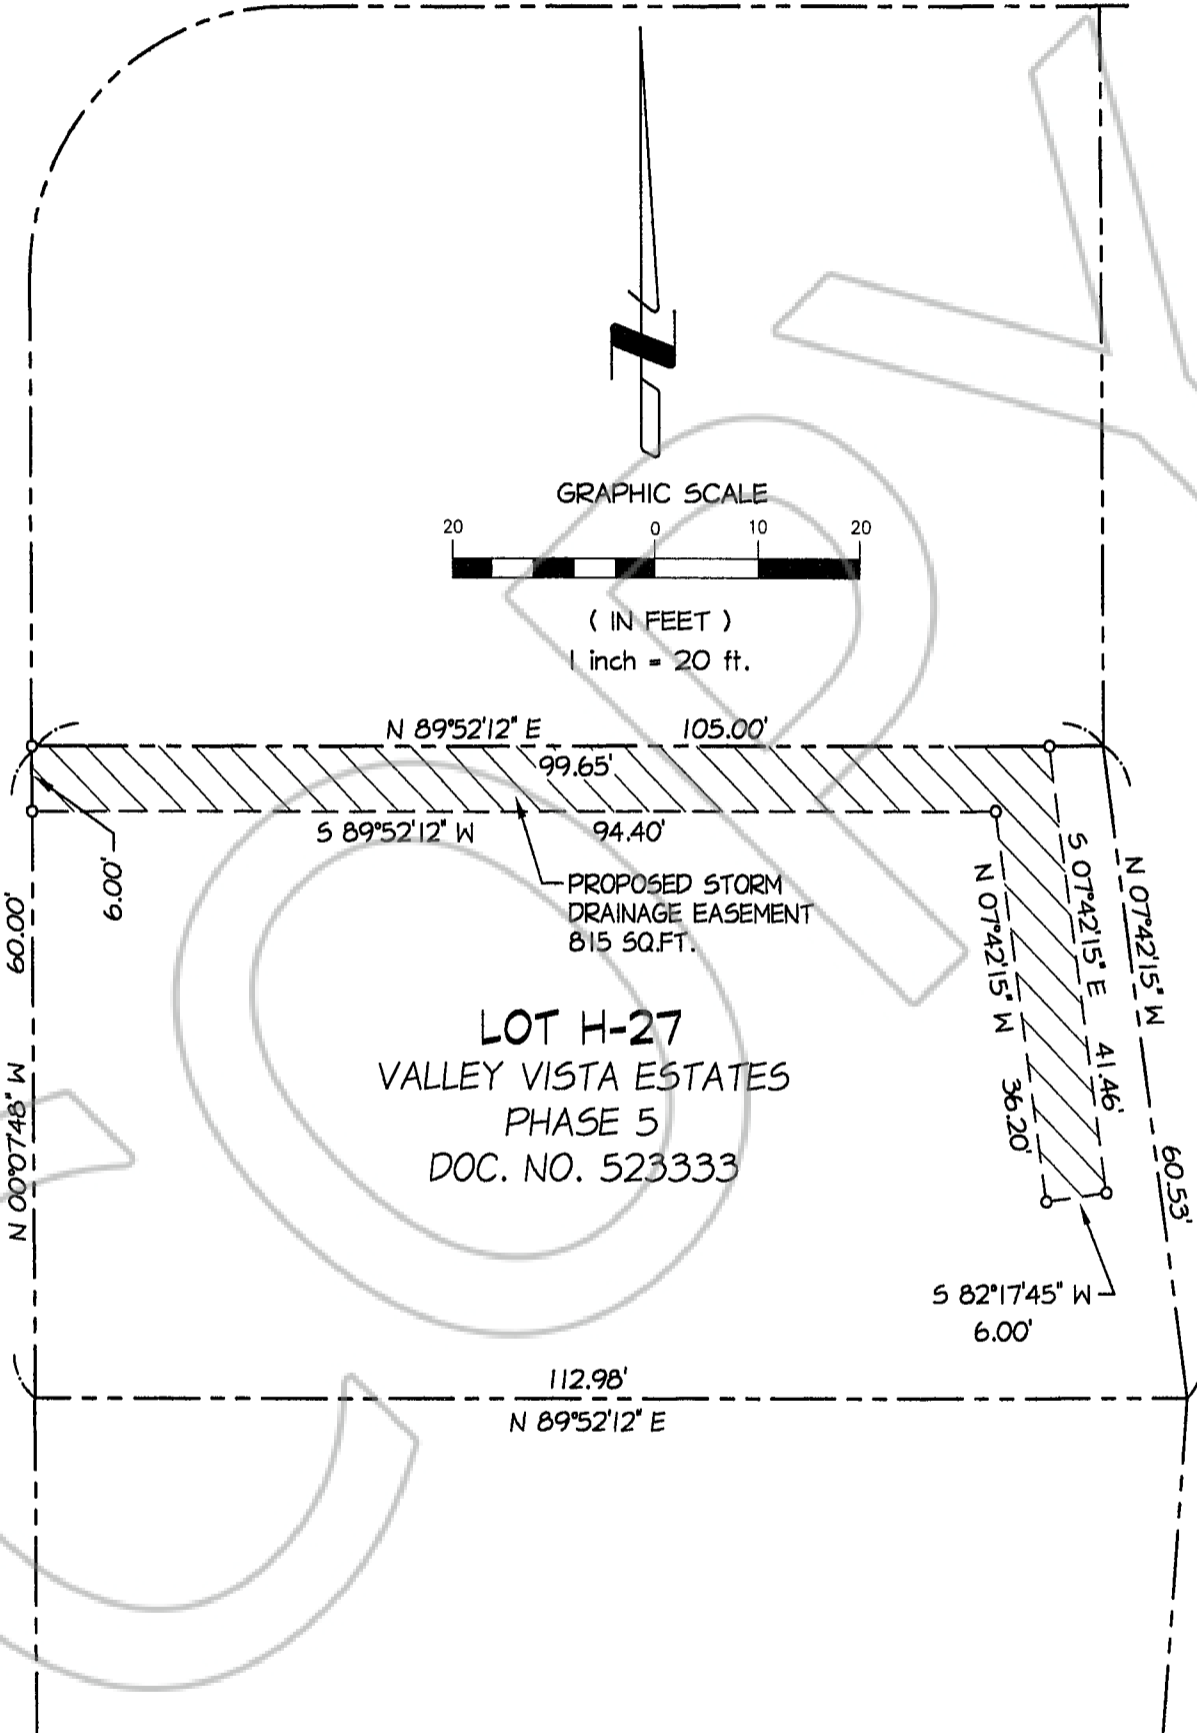 GRAPHIC SCALE
20 0 10 20
( IN FEET )
1 inch = 20 ft.
N 89°52'12" E 105.00'
99.65'
S 89°52'12" W 94.40'
6.00'
60.00'
N 00°07'48" W
PROPOSED STORM
DRAINAGE EASEMENT
815 SQ.FT.
N 07°42'15" W 36.20'
S 07°42'15" E 41.46'
N 07°42'15" W 60.53'
LOT H-27
VALLEY VISTA ESTATES
PHASE 5
DOC. NO. 523333
S 82°17'45" W
6.00'
112.98'
N 89°52'12" E
COPY